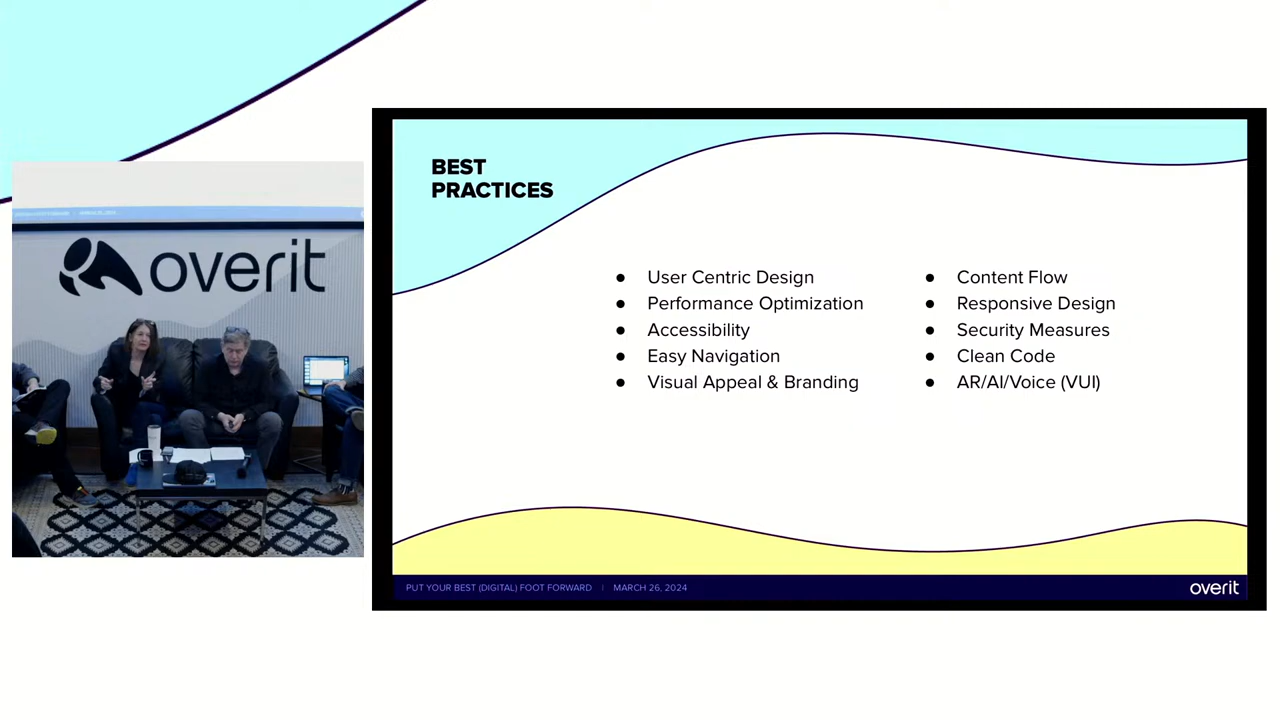 overit
BEST
PRACTICES
● User Centric Design
● Performance Optimization
● Accessibility
● Easy Navigation
● Visual Appeal & Branding
● Content Flow
● Responsive Design
● Security Measures
● Clean Code
● AR/AI/Voice (VUI)
PUT YOUR BEST (DIGITAL) FOOT FORWARD | MARCH 26, 2024
overit